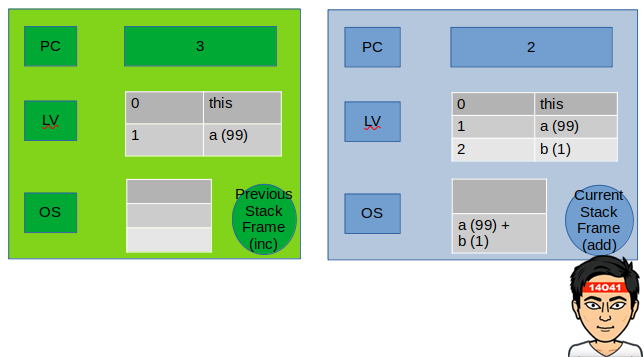 PC
3
LV
0 this
1 a (99)
OS
Previous
Stack
Frame
(inc)
PC
2
LV
0 this
1 a (99)
2 b (1)
OS
a (99) +
b (1)
Current
Stack
Frame
(add)
14041